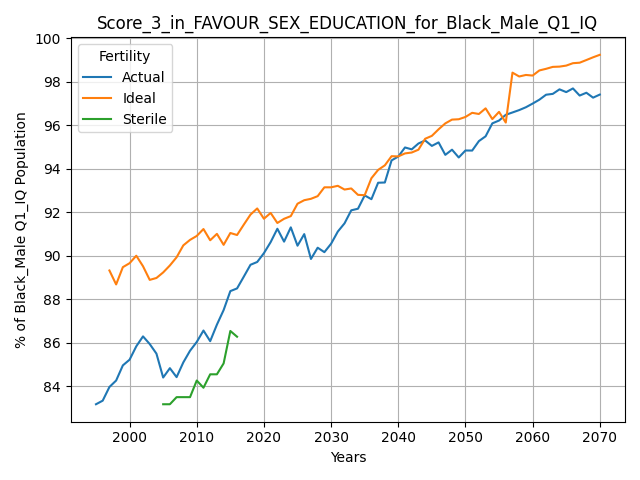 Score_3_in_FAVOUR_SEX_EDUCATION_for_Black_Male_Q1_IQ
Fertility
Actual
Ideal
Sterile
% of Black_Male Q1_IQ Population
100
98
96
94
92
90
88
86
84
2000
2010
2020
2030
2040
2050
2060
2070
Years